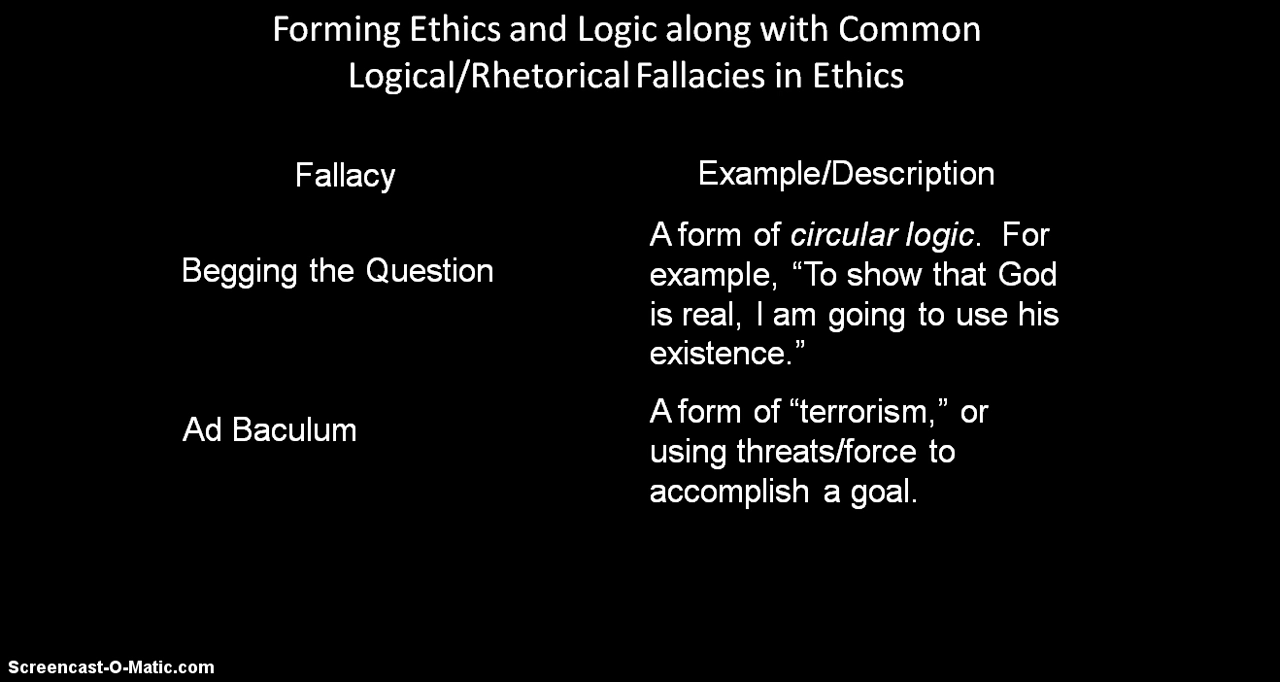 Forming Ethics and Logic along with Common
Logical/Rhetorical Fallacies in Ethics
Fallacy
Example/Description
Begging the Question
A form of circular logic.  For
example, “To show that God
is real, I am going to use his
existence.”
Ad Baculum
A form of “terrorism,” or
using threats/force to
accomplish a goal.
Screencast-O-Matic.com